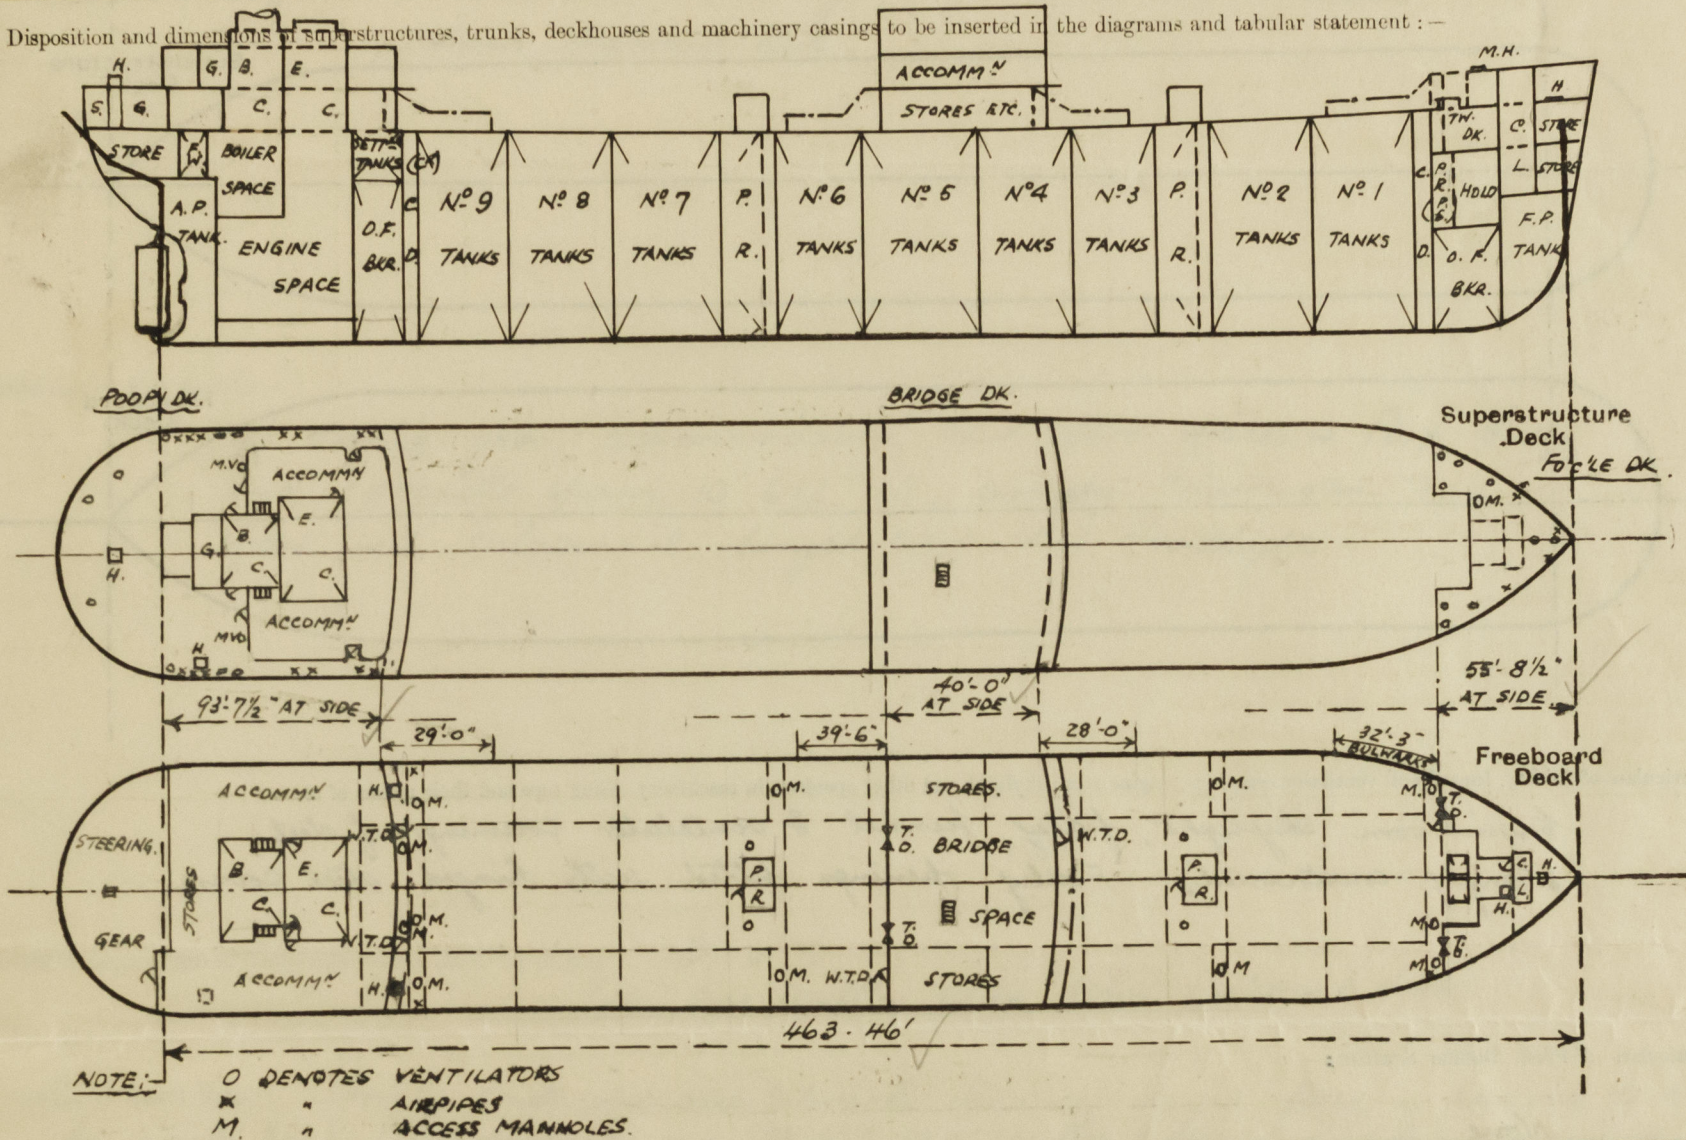 Disposition and dimensions of superstructures, trunks, deckhouses and machinery casings to be inserted in the diagrams and tabular statement :—
H. G. B. E. ACCOMMN M.H.
S. G. C. C. STORES ETC. H
STORE BOILER SPACE SETTG TANKS TW. DK. C. L. STORE STORE
A.P. TANK. ENGINE SPACE O.F. BKR. C. D.
No 9 TANKS
No 8 TANKS
No 7 TANKS
P. R.
No 6 TANKS
No 5 TANKS
No 4 TANKS
No 3 TANKS
P. R.
No 2 TANKS
No 1 TANKS
C. D. P. R. HOLD O. F. BKR. F.P. TANK
POOP DK. BRIDGE DK.
Superstructure Deck
FO'C'LE DK.
M.V. ACCOMMN
G. B. C. E. C.
H. OM.
ACCOMMN
MV
H
93'-7½" AT SIDE 40'-0" AT SIDE 55'-8½" AT SIDE
29'-0" 39'-6" 28'-0" 32'-3" BULWARKS
Freeboard Deck
ACCOMMN H. M. M. STORES. M. M. T. D.
STEERING. W.T.D. M. T. D. BRIDGE W.T.D.
STORES B. E. C. C. P. R. P. R. C. L. H. H.
GEAR W.T.D. M. M. T. D. SPACE M T. D.
ACCOMMN H. M. M. W.T.D. STORES M M
463.46'
NOTE:- O DENOTES VENTILATORS
x " AIRPIPES
M. " ACCESS MANHOLES.